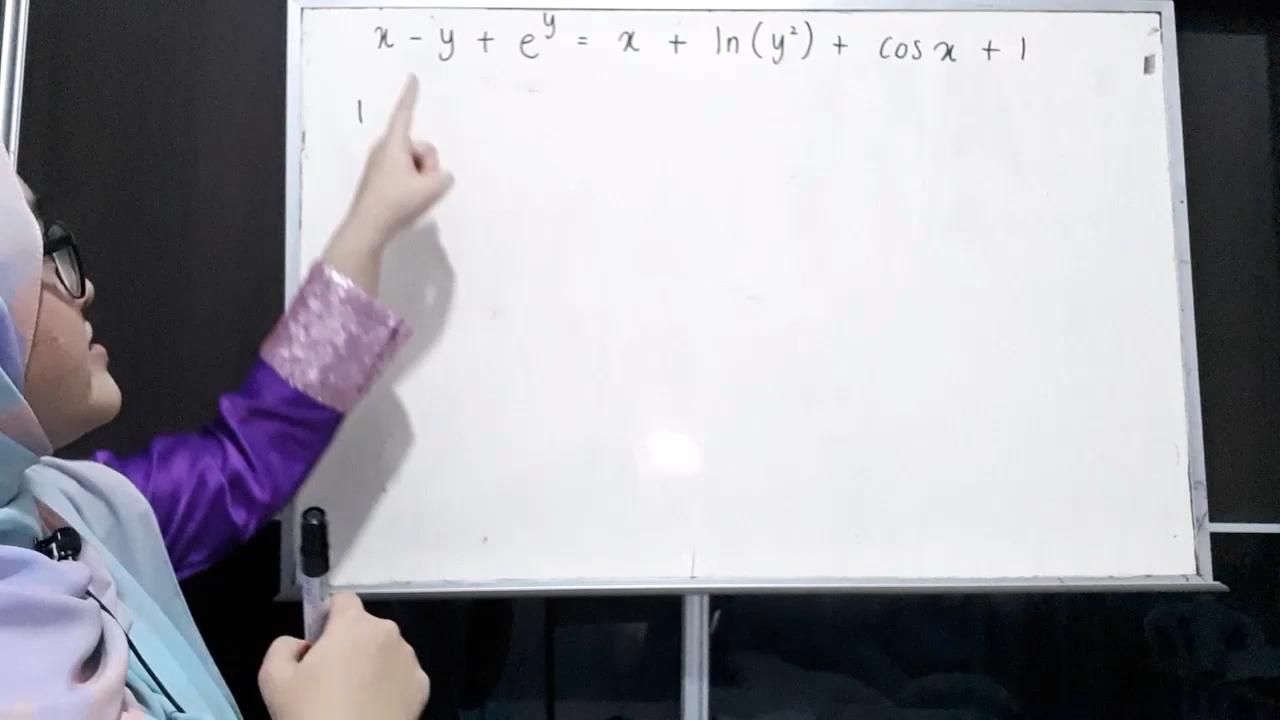 x - y + e^y = x + ln(y²) + cos x + 1
1